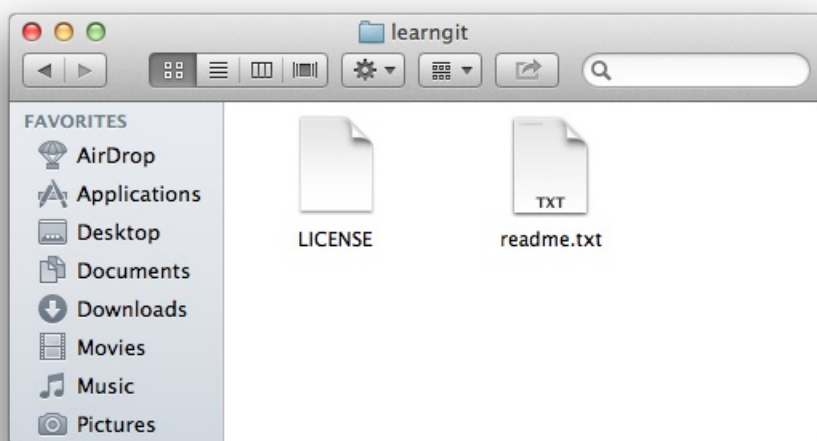 learngit
FAVORITES
AirDrop
Applications
Desktop
Documents
Downloads
Movies
Music
Pictures
LICENSE
TXT
readme.txt